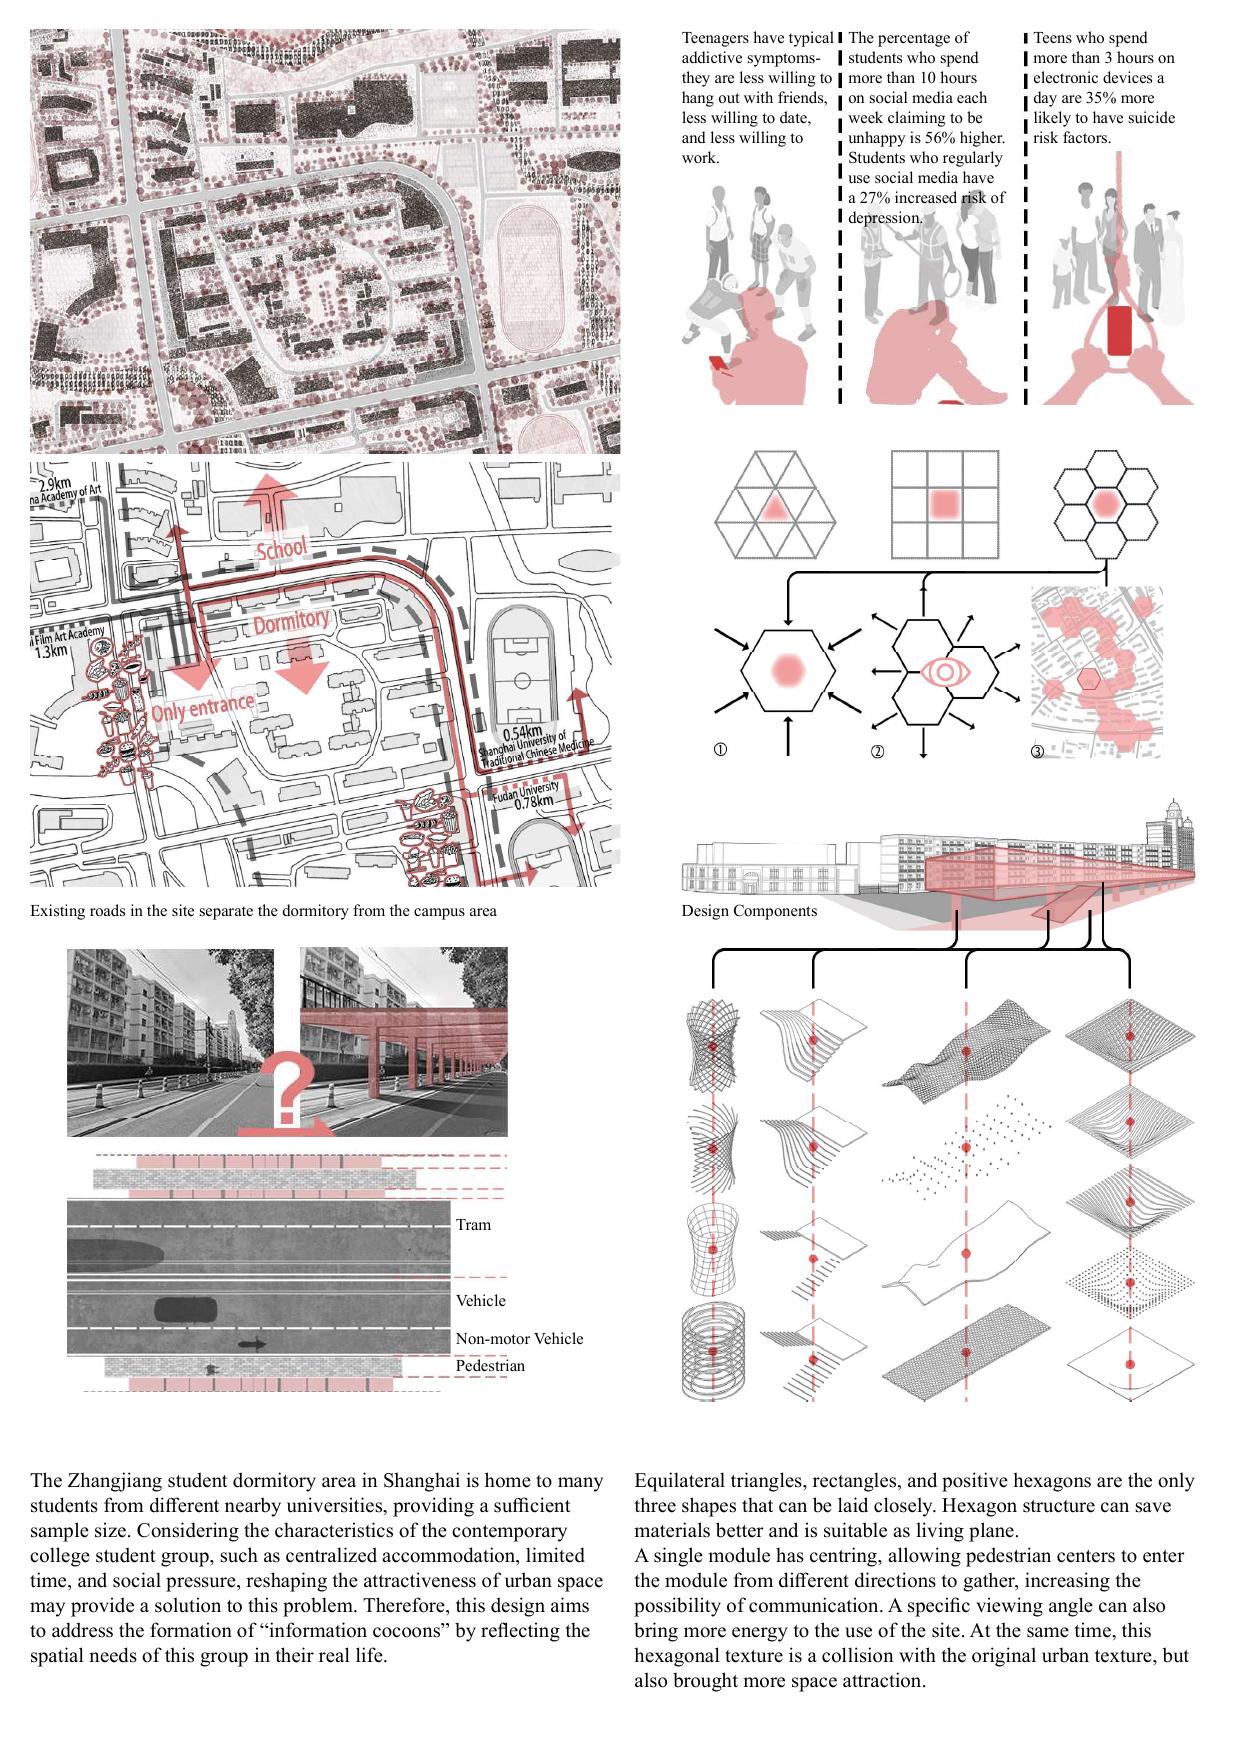 Teenagers have typical
addictive symptoms-
they are less willing to
hang out with friends,
less willing to date,
and less willing to
work.
The percentage of
students who spend
more than 10 hours
on social media each
week claiming to be
unhappy is 56% higher.
Students who regularly
use social media have
a 27% increased risk of
depression.
Teens who spend
more than 3 hours on
electronic devices a
day are 35% more
likely to have suicide
risk factors.
2.9km
na Academy of Art
School
Dormitory
i Film Art Academy
1.3km
Only entrance
0.54km
Shanghai University of
Traditional Chinese Medicine
Fudan University
0.78km
①
②
③
Existing roads in the site separate the dormitory from the campus area
Design Components
?
Tram
Vehicle
Non-motor Vehicle
Pedestrian
The Zhangjiang student dormitory area in Shanghai is home to many
students from different nearby universities, providing a sufficient
sample size. Considering the characteristics of the contemporary
college student group, such as centralized accommodation, limited
time, and social pressure, reshaping the attractiveness of urban space
may provide a solution to this problem. Therefore, this design aims
to address the formation of “information cocoons” by reflecting the
spatial needs of this group in their real life.
Equilateral triangles, rectangles, and positive hexagons are the only
three shapes that can be laid closely. Hexagon structure can save
materials better and is suitable as living plane.
A single module has centring, allowing pedestrian centers to enter
the module from different directions to gather, increasing the
possibility of communication. A specific viewing angle can also
bring more energy to the use of the site. At the same time, this
hexagonal texture is a collision with the original urban texture, but
also brought more space attraction.